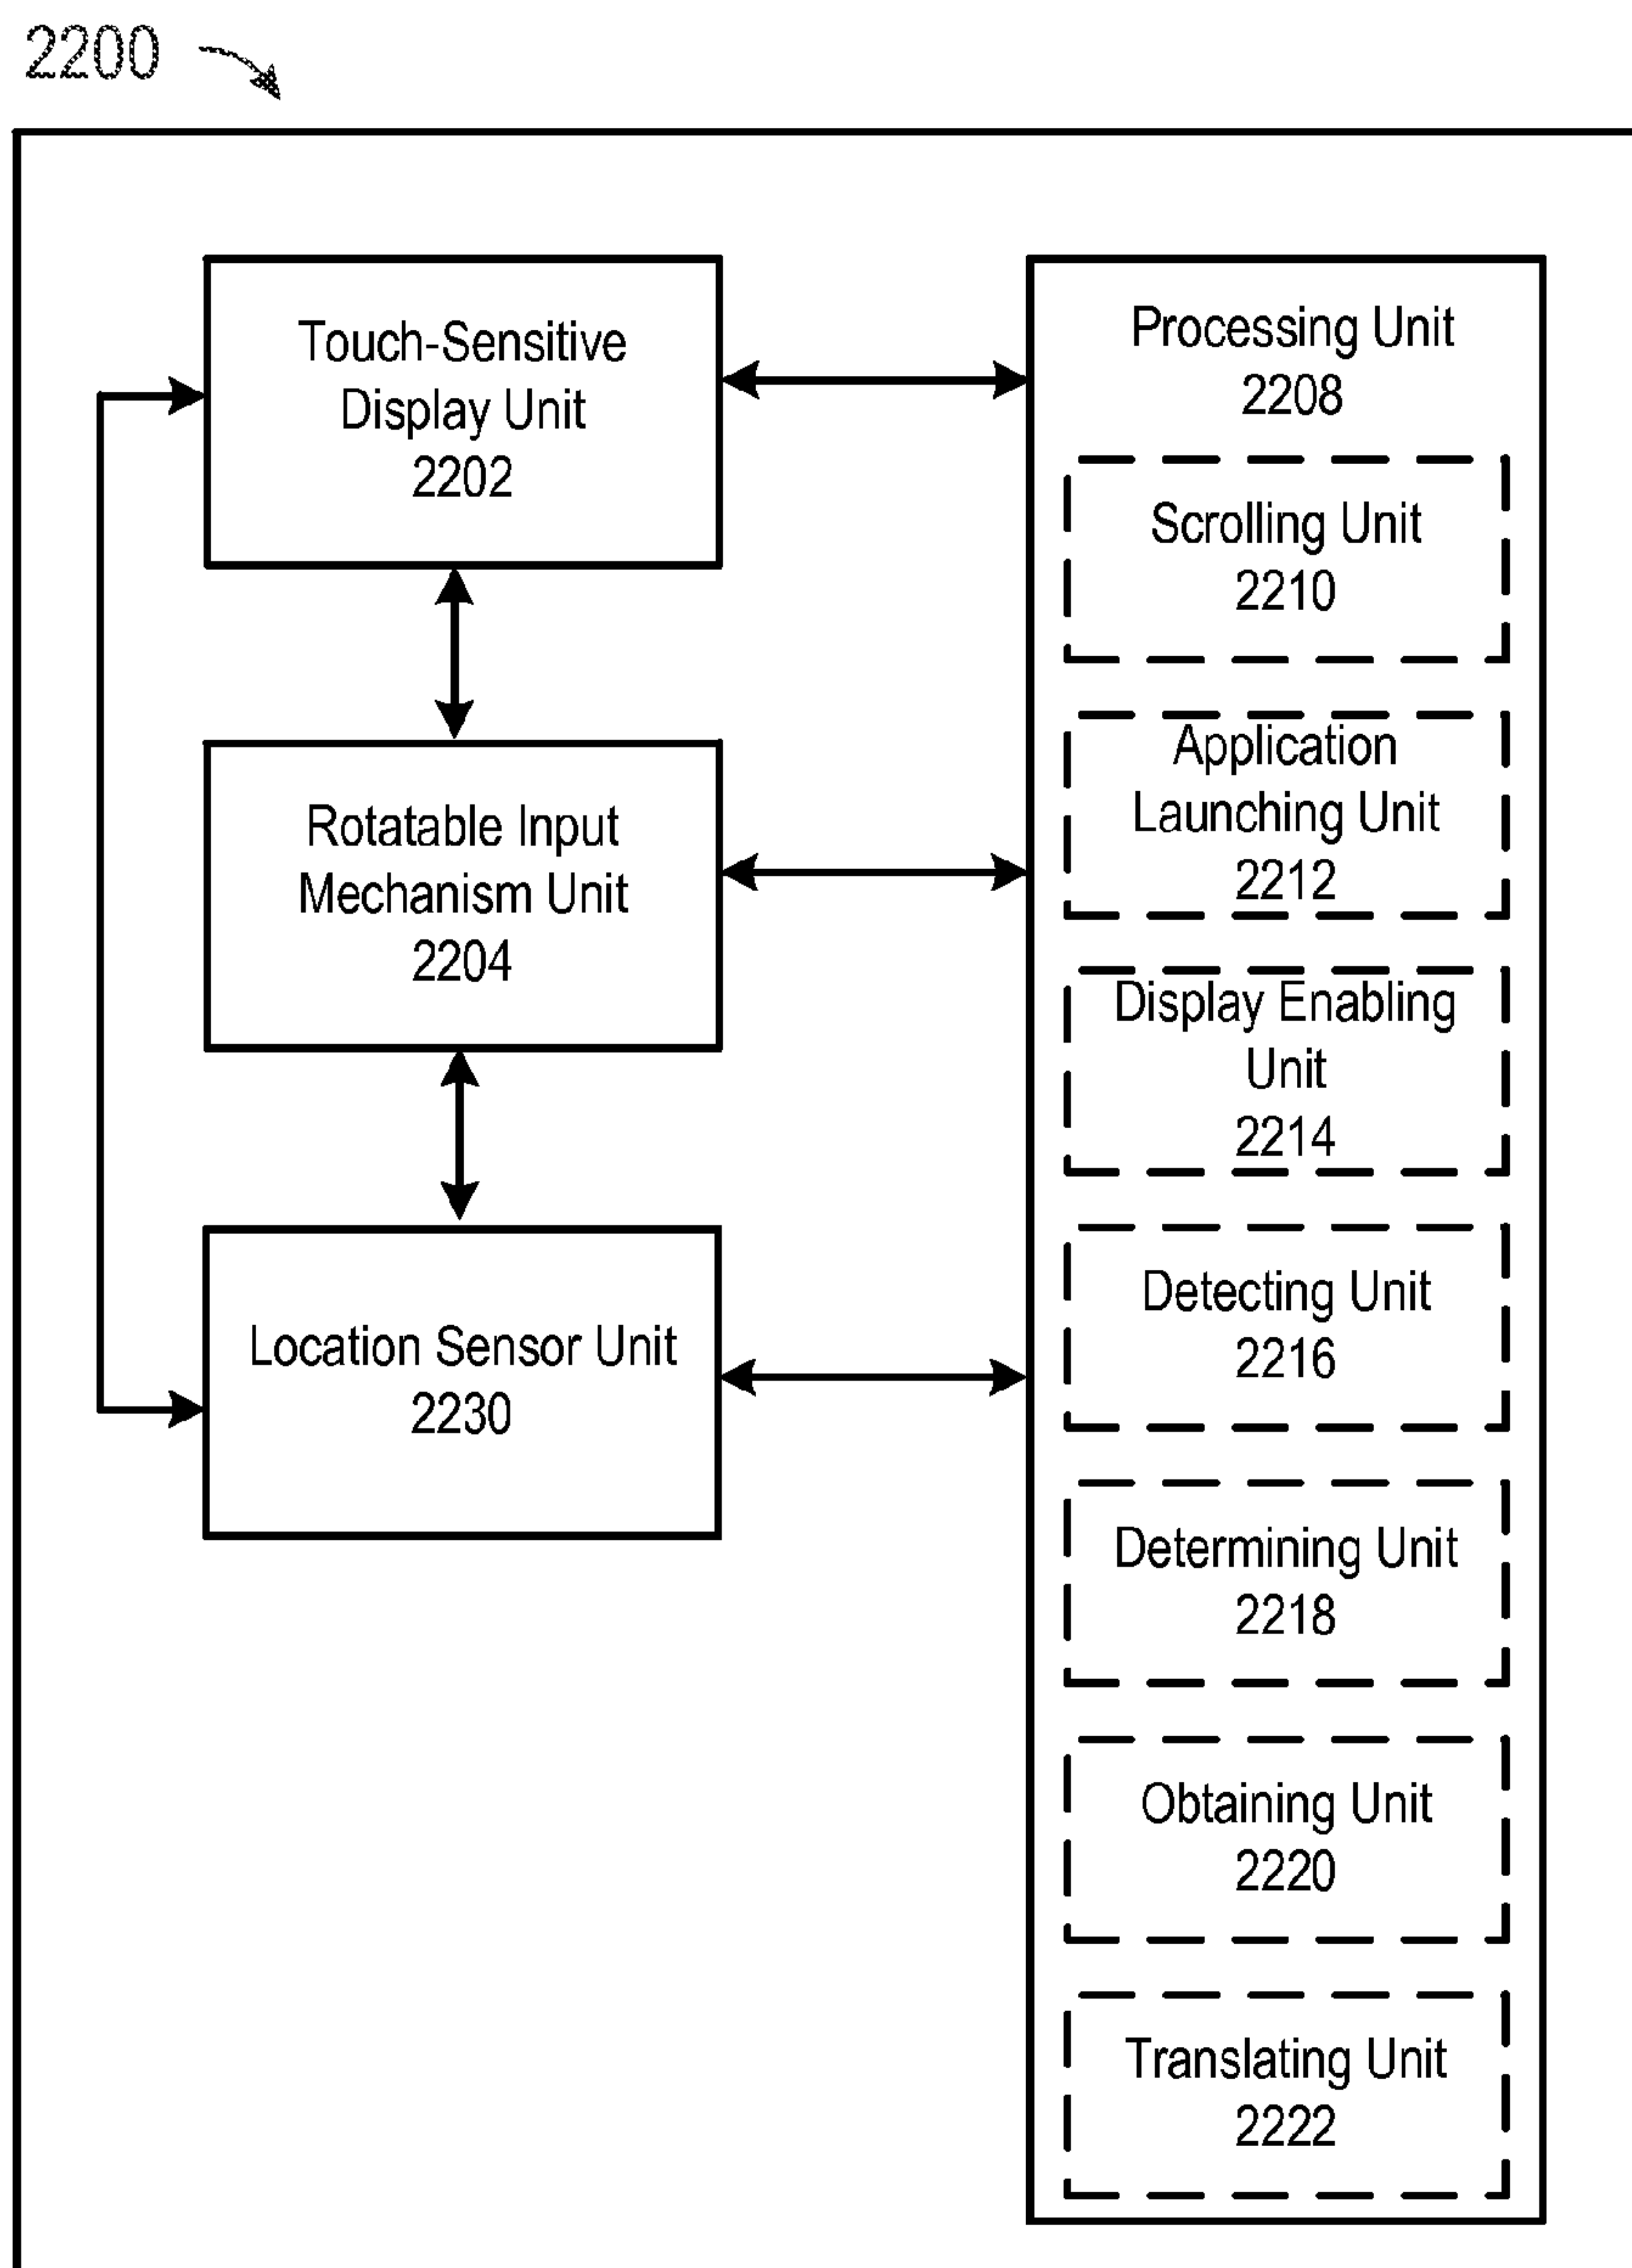 2200
Touch-Sensitive
Display Unit
2202
Rotatable Input
Mechanism Unit
2204
Location Sensor Unit
2230
Processing Unit
2208
Scrolling Unit
2210
Application
Launching Unit
2212
Display Enabling
Unit
2214
Detecting Unit
2216
Determining Unit
2218
Obtaining Unit
2220
Translating Unit
2222